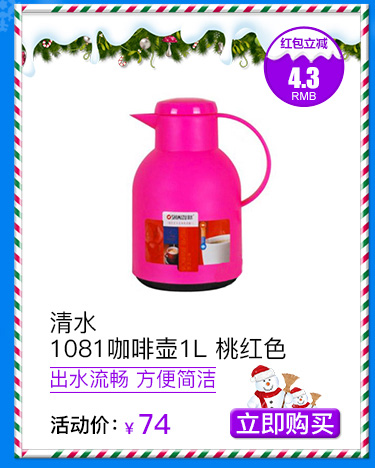 红包立减
4.3
RMB
清水
1081咖啡壶1L 桃红色
出水流畅 方便简洁
活动价：￥74
立即购买